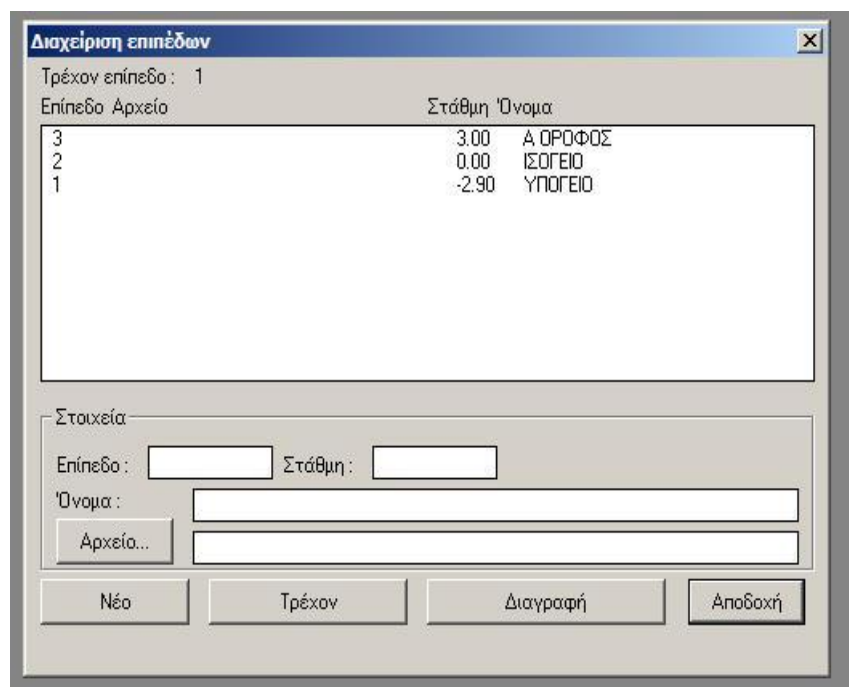 Διαχείριση επιπέδων
Τρέχον επίπεδο : 1
Επίπεδο Αρχείο Στάθμη Όνομα
3 3.00 Α ΟΡΟΦΟΣ
2 0.00 ΙΣΟΓΕΙΟ
1 -2.90 ΥΠΟΓΕΙΟ
Στοιχεία
Επίπεδο : Στάθμη :
Όνομα :
Αρχείο...
Νέο Τρέχον Διαγραφή Αποδοχή